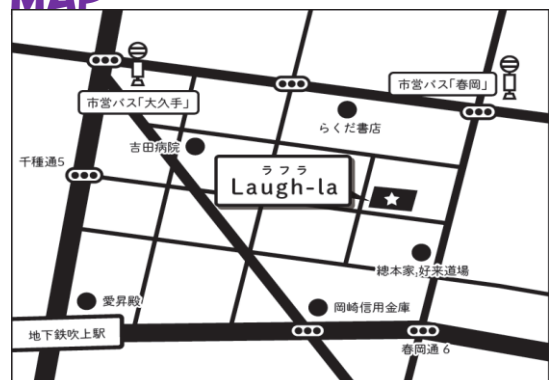 MAP
市営バス「大久手」
市営バス「春岡」
らくだ書店
吉田病院
千種通5
ラフラ
Laugh-la
總本家 好来道場
愛昇殿
岡崎信用金庫
地下鉄吹上駅
春岡通6